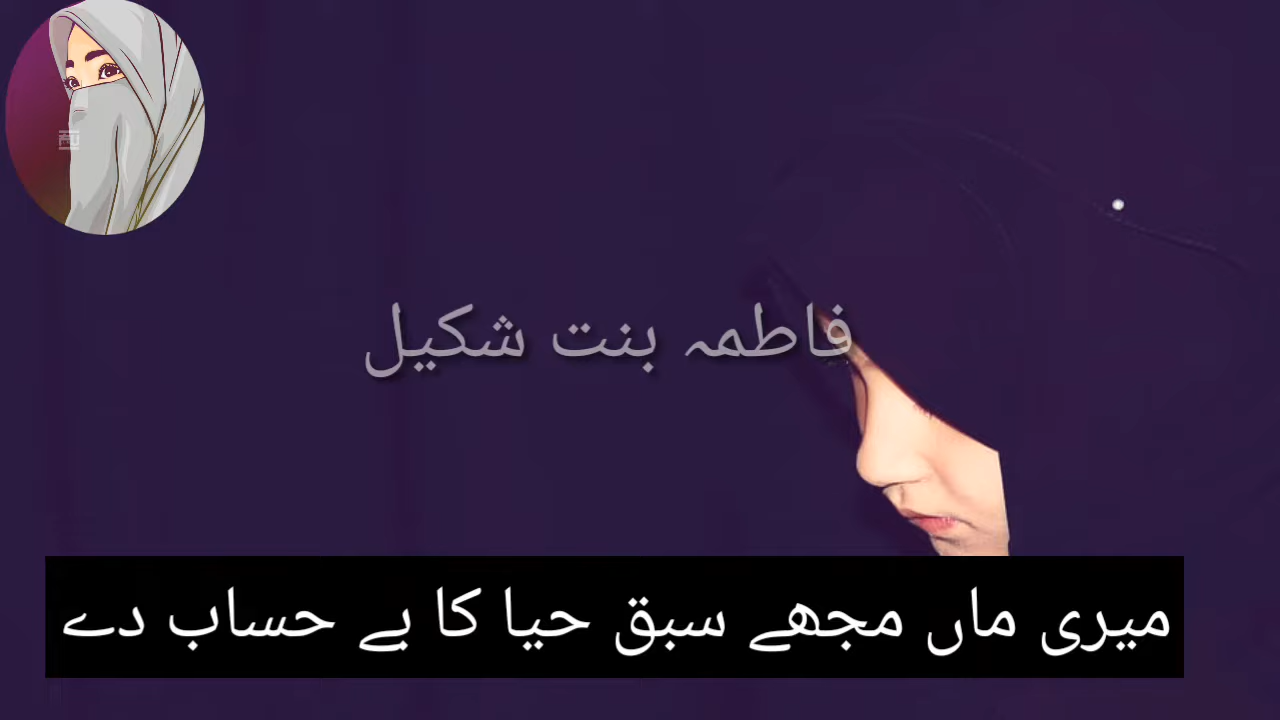 فاطمہ بنت شکیل
میری ماں مجھے سبق حیا کا بے حساب دے